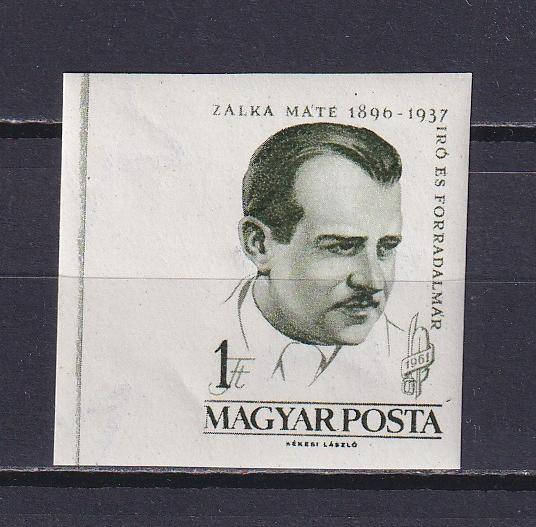 ZALKA MÁTÉ 1896-1937
ÍRÓ ÉS FORRADALMÁR
1961
1 Ft
MAGYAR POSTA
KÉKESI LÁSZLÓ